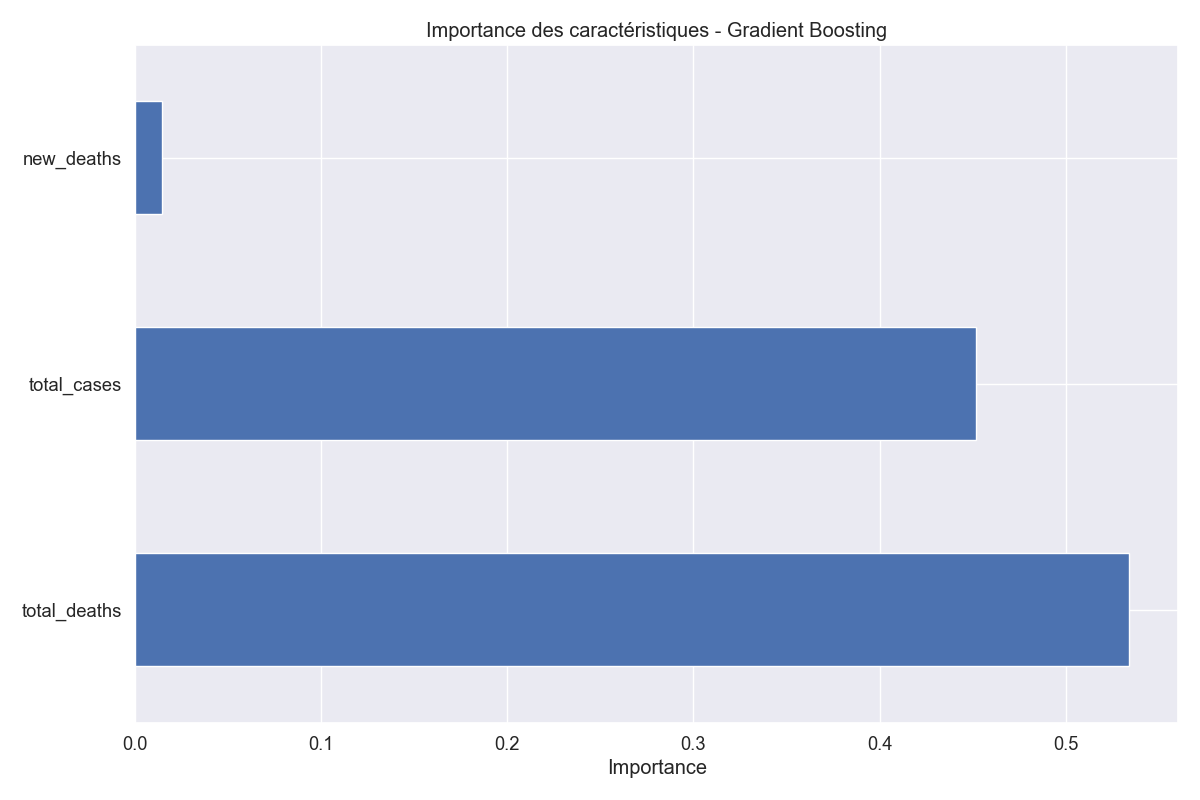 Importance des caractéristiques - Gradient Boosting
new_deaths
total_cases
total_deaths
0.0 0.1 0.2 0.3 0.4 0.5
Importance